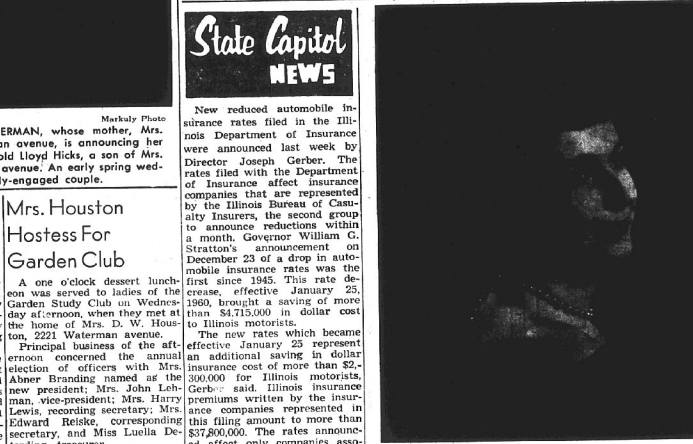 Markuly Photo
ERMAN, whose mother, Mrs.
an avenue, is announcing her
old Lloyd Hicks, a son of Mrs.
avenue. An early spring wed-
ly-engaged couple.
Mrs. Houston
Hostess For
Garden Club
A one o'clock dessert lunch-
eon was served to ladies of the
Garden Study Club on Wednes-
day afternoon, when they met at
the home of Mrs. D. W. Hous-
ton, 2221 Waterman avenue.
Principal business of the aft-
ernoon concerned the annual
election of officers with Mrs.
Abner Branding named as the
new president; Mrs. John Leh-
man, vice-president; Mrs. Harry
Lewis, recording secretary; Mrs.
Edward Reiske, corresponding
secretary, and Miss Luella De-
State Capitol
NEWS
New reduced automobile in-
surance rates filed in the Illi-
nois Department of Insurance
were announced last week by
Director Joseph Gerber. The
rates filed with the Department
of Insurance affect insurance
companies that are represented
by the Illinois Bureau of Casu-
alty Insurers, the second group
to announce reductions within
a month. Governor William G.
Stratton's announcement on
December 23 of a drop in auto-
mobile insurance rates was the
first since 1945. This rate de-
crease, effective January 25,
1960, brought a saving of more
than $4,715,000 in dollar cost
to Illinois motorists.
The new rates which became
effective January 25 represent
an additional saving in dollar
insurance cost of more than $2,-
300,000 for Illinois motorists,
Gerber said. Illinois insurance
premiums written by the insur-
ance companies represented in
this filing amount to more than
$37,800,000. The rates announc-
ed affect only companies asso-